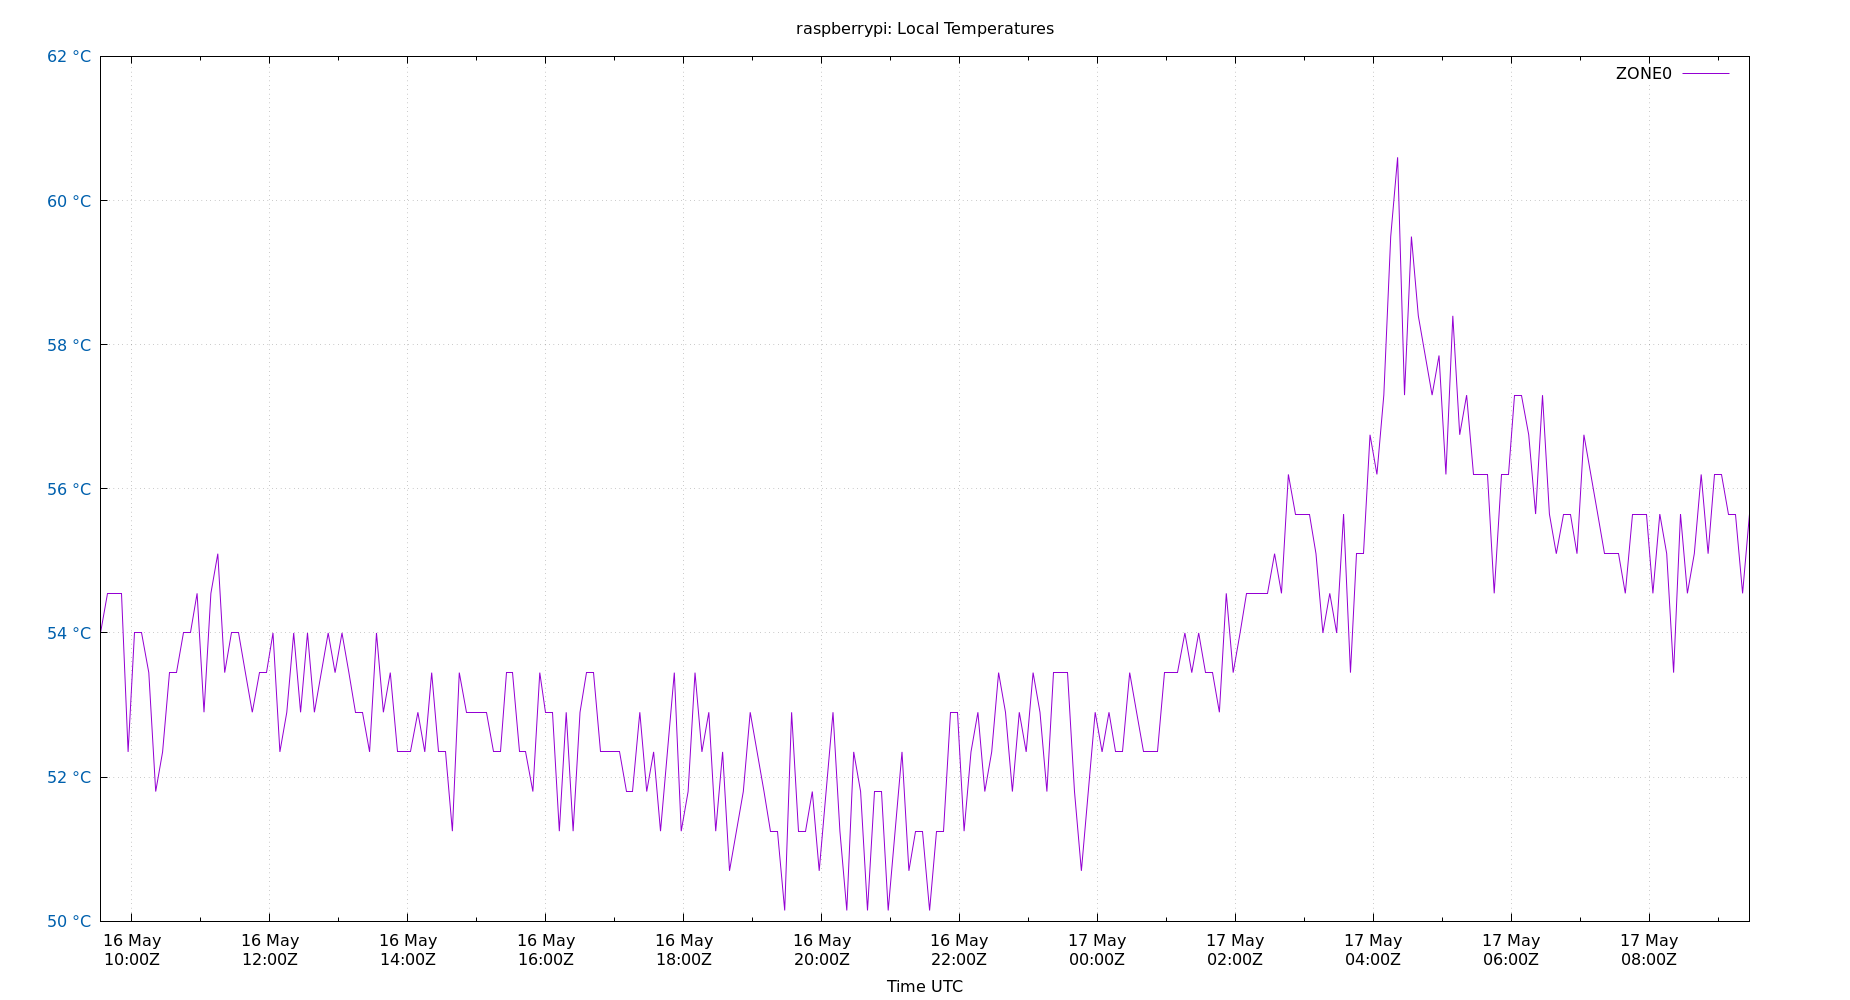 raspberrypi: Local Temperatures
62 °C
ZONE0
60 °C
58 °C
56 °C
54 °C
52 °C
50 °C
16 May 16 May 16 May 16 May 16 May 16 May 16 May 17 May 17 May 17 May 17 May 17 May
10:00Z 12:00Z 14:00Z 16:00Z 18:00Z 20:00Z 22:00Z 00:00Z 02:00Z 04:00Z 06:00Z 08:00Z
Time UTC